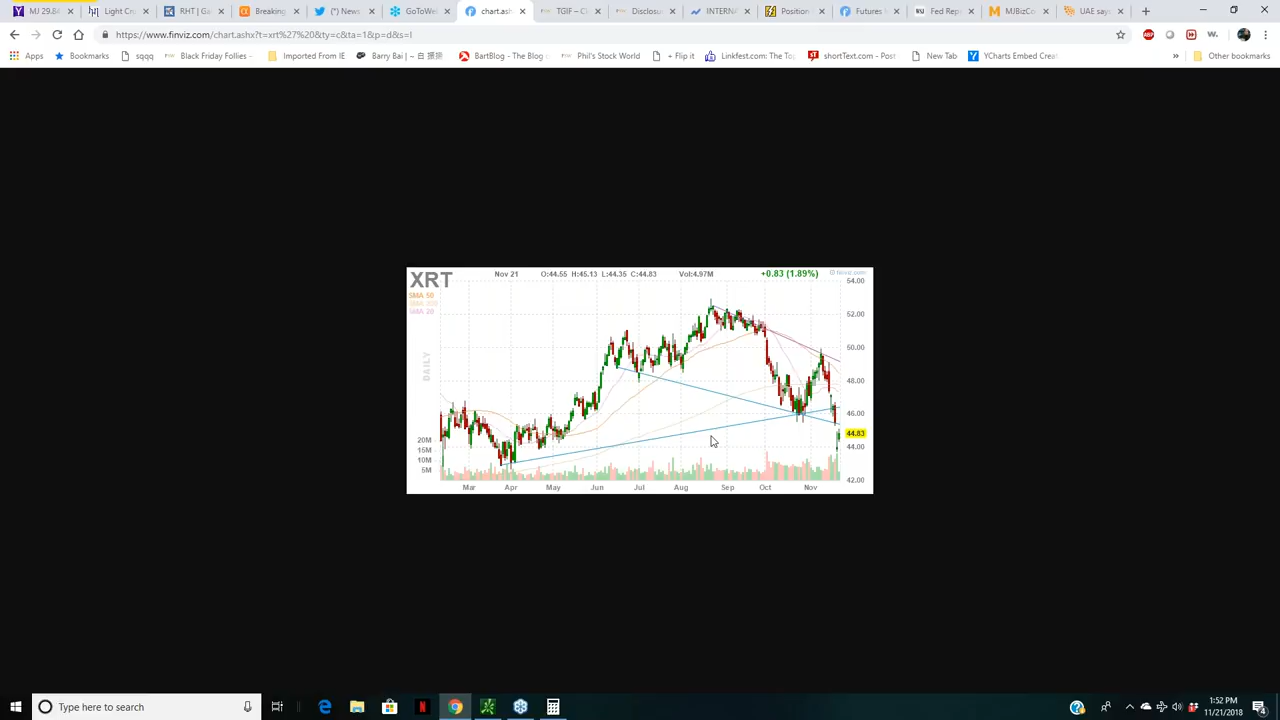 MJ 29.84
Light Cru
RHT | Ga
Breaking
(*) News
GoToWe
chart.as
TGIF – C
Disclosu
INTERN
Position
Futures
Fed Rep
MJBizCo
UAE says
https://www.finviz.com/chart.ashx?t=xrt%27%20&ty=c&ta=1&p=d&s=l
Apps
Bookmarks
sqqq
Black Friday Follies -
Imported From IE
Barry Bai | ~
BartBlog - The Blog o
Phil's Stock World
+ Flip it
Linkfest.com: The To
shortText.com - Post
New Tab
YCharts Embed Creat
»
Other bookmarks
XRT
Nov 21
O:44.55
H:45.13
L:44.35
C:44.83
Vol:4.97M
+0.83 (1.89%)
© finviz.com
SMA 50
SMA 200
SMA 20
DAILY
54.00
52.00
50.00
48.00
46.00
44.83
44.00
42.00
20M
15M
10M
5M
Mar
Apr
May
Jun
Jul
Aug
Sep
Oct
Nov
Type here to search
1:52 PM
11/21/2018